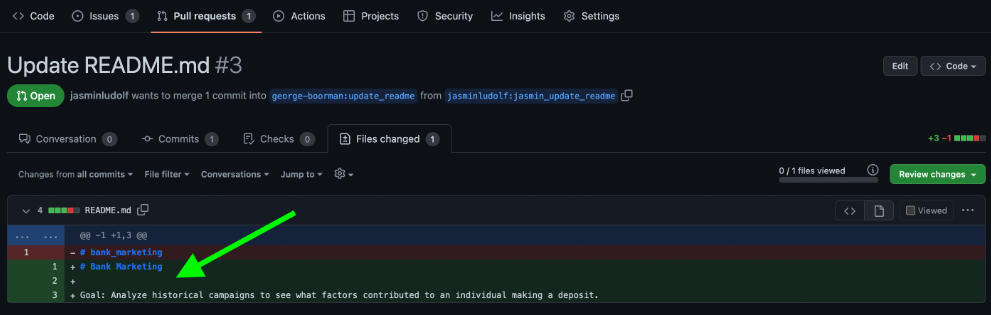 Code Issues 1 Pull requests 1 Actions Projects Security Insights Settings
Update README.md #3
Edit <> Code
Open jasminludolf wants to merge 1 commit into george-boorman:update_readme from jasminludolf:jasmin_update_readme
Conversation 0 Commits 1 Checks 0 Files changed 1 +3 −1
Changes from all commits File filter Conversations Jump to 0 / 1 files viewed Review changes
4 README.md <> Viewed ...
... ... @@ -1 +1,3 @@
1 - # bank_marketing
1 + # Bank Marketing
2 +
3 + Goal: Analyze historical campaigns to see what factors contributed to an individual making a deposit.